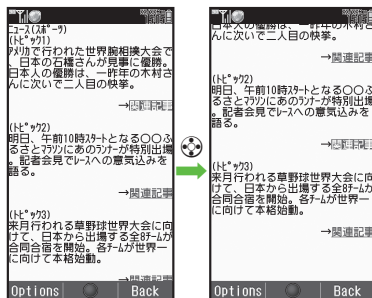 ニュース(スポーツ)
(トピック1)
アメリカで行われた世界腕相撲大会で
、日本の石橋さんが見事に優勝。
日本人の優勝は、一昨年の木村さ
んに次いで二人目の快挙。
→関連記事
(トピック2)
明日、午前10時スタートとなる○○ふ
るさとマラソンにあのランナーが特別出場
。記者会見でレースへの意気込みを
語る。
→関連記事
(トピック3)
来月行われる草野球世界大会に向
けて、日本から出場する全8チームが
合同合宿を開始。各チームが世界一
に向けて本格始動。
→関連記事
Options
Back
日本人の優勝は、一昨年の木村さ
んに次いで二人目の快挙。
→関連記事
(トピック2)
明日、午前10時スタートとなる○○ふ
るさとマラソンにあのランナーが特別出場
。記者会見でレースへの意気込みを
語る。
→関連記事
(トピック3)
来月行われる草野球世界大会に向
けて、日本から出場する全8チームが
合同合宿を開始。各チームが世界一
に向けて本格始動。
→関連記事
Options
Back